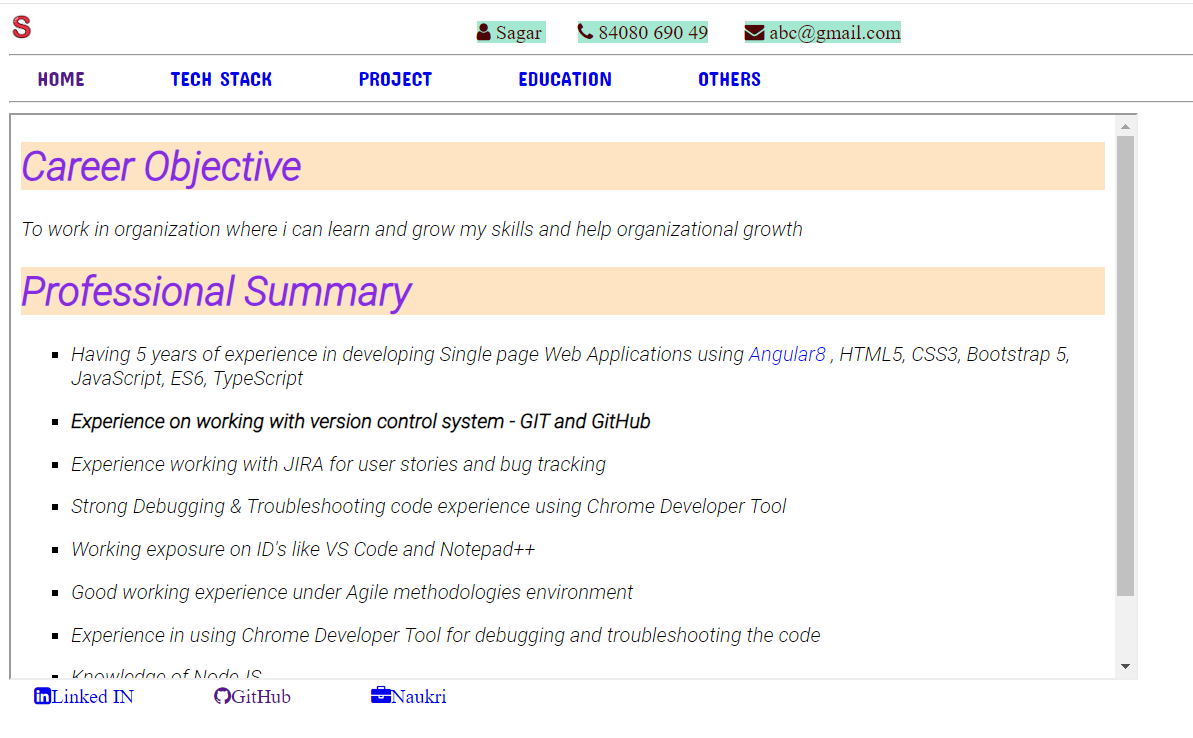 S
Sagar 84080 690 49 abc@gmail.com
HOME TECH STACK PROJECT EDUCATION OTHERS
Career Objective
To work in organization where i can learn and grow my skills and help organizational growth
Professional Summary
Having 5 years of experience in developing Single page Web Applications using Angular8 , HTML5, CSS3, Bootstrap 5,
JavaScript, ES6, TypeScript
Experience on working with version control system - GIT and GitHub
Experience working with JIRA for user stories and bug tracking
Strong Debugging & Troubleshooting code experience using Chrome Developer Tool
Working exposure on ID's like VS Code and Notepad++
Good working experience under Agile methodologies environment
Experience in using Chrome Developer Tool for debugging and troubleshooting the code
Knowledge of Node JS
Linked IN GitHub Naukri